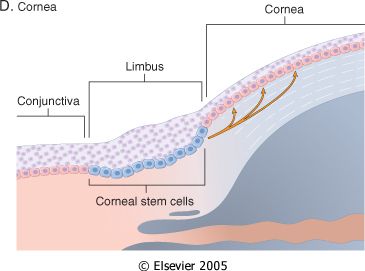 D. Cornea
Cornea
Limbus
Conjunctiva
Corneal stem cells
© Elsevier 2005